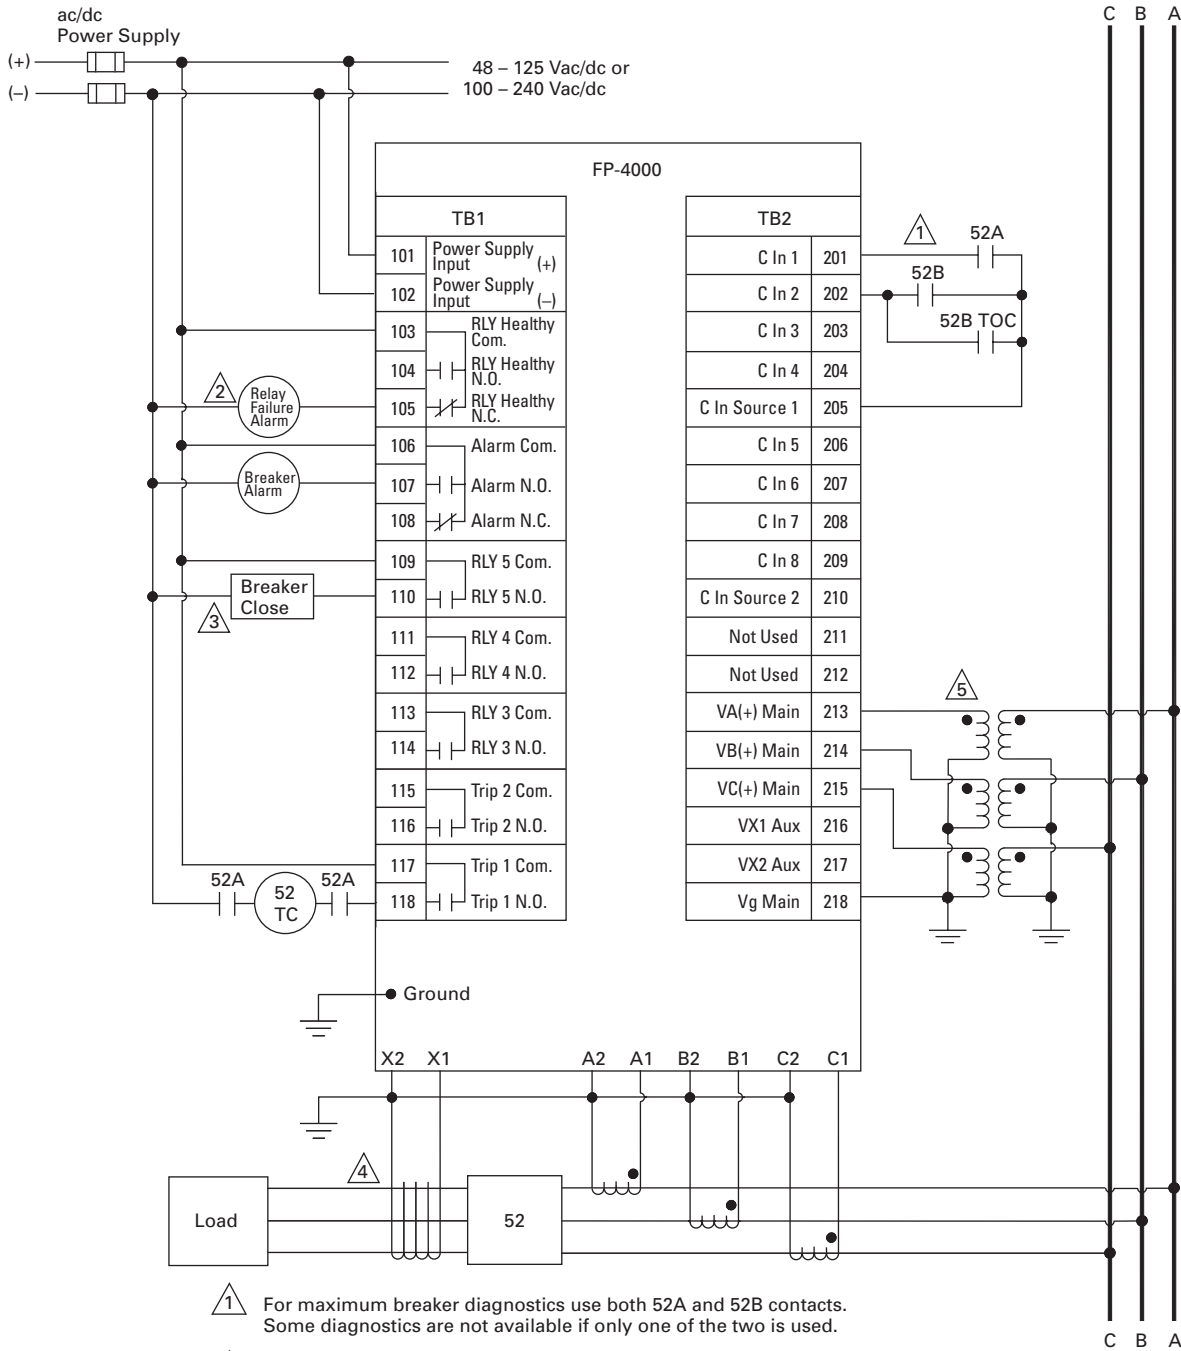 ac/dc
Power Supply
C B A
(+)
48 – 125 Vac/dc or
(–)
100 – 240 Vac/dc
FP-4000
TB1
101 Power Supply Input (+)
102 Power Supply Input (–)
103 RLY Healthy Com.
104 RLY Healthy N.O.
105 RLY Healthy N.C.
106 Alarm Com.
107 Alarm N.O.
108 Alarm N.C.
109 RLY 5 Com.
110 RLY 5 N.O.
111 RLY 4 Com.
112 RLY 4 N.O.
113 RLY 3 Com.
114 RLY 3 N.O.
115 Trip 2 Com.
116 Trip 2 N.O.
117 Trip 1 Com.
118 Trip 1 N.O.
TB2
C In 1 201
C In 2 202
C In 3 203
C In 4 204
C In Source 1 205
C In 5 206
C In 6 207
C In 7 208
C In 8 209
C In Source 2 210
Not Used 211
Not Used 212
VA(+) Main 213
VB(+) Main 214
VC(+) Main 215
VX1 Aux 216
VX2 Aux 217
Vg Main 218
1
52A
52B
52B TOC
2
Relay
Failure
Alarm
Breaker
Alarm
Breaker
Close
3
5
52A
52
TC
52A
Ground
X2 X1 A2 A1 B2 B1 C2 C1
4
Load
52
1 For maximum breaker diagnostics use both 52A and 52B contacts.
Some diagnostics are not available if only one of the two is used.
C B A